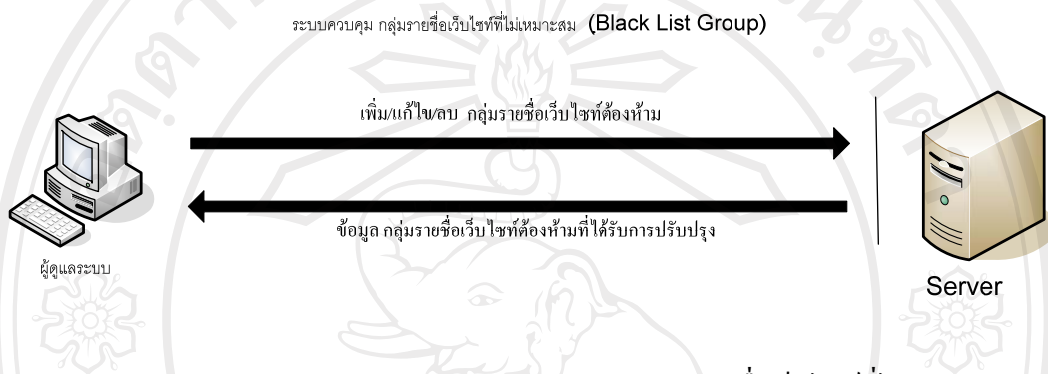 ระบบควบคุม กลุ่มรายชื่อเว็บไซท์ที่ไม่เหมาะสม (Black List Group)
เพิ่ม/แก้ไข/ลบ กลุ่มรายชื่อเว็บไซท์ต้องห้าม
ข้อมูล กลุ่มรายชื่อเว็บไซท์ต้องห้ามที่ได้รับการปรับปรุง
ผู้ดูแลระบบ
Server